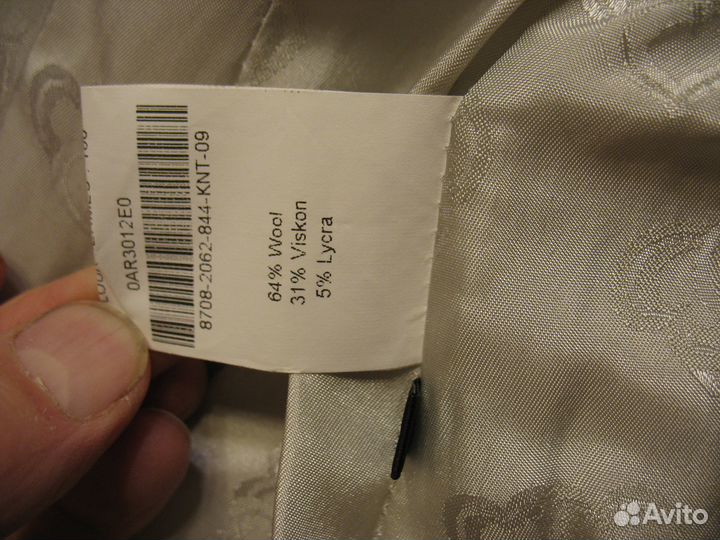 0AR3012E0
8708-2062-844-KNT-09
64% Wool
31% Viskon
5% Lycra
Avito